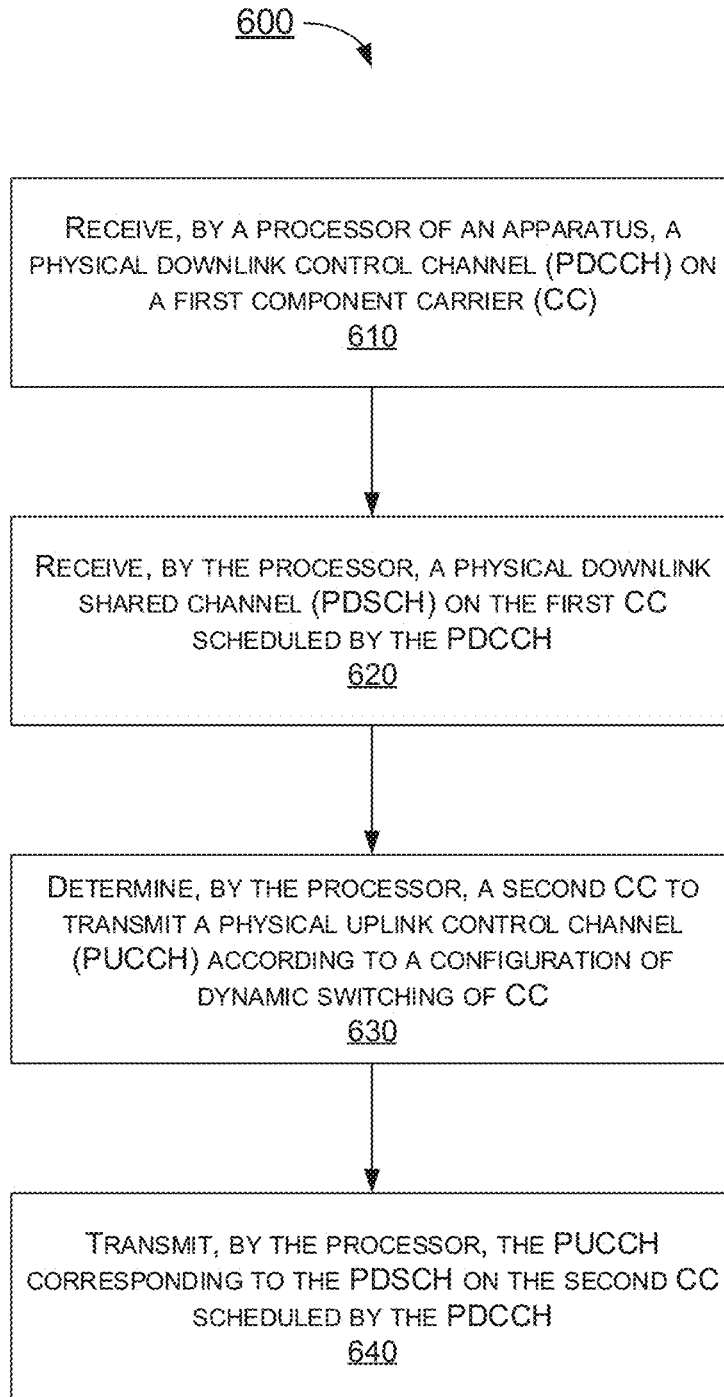 600
RECEIVE, BY A PROCESSOR OF AN APPARATUS, A
PHYSICAL DOWNLINK CONTROL CHANNEL (PDCCH) ON
A FIRST COMPONENT CARRIER (CC)
610
RECEIVE, BY THE PROCESSOR, A PHYSICAL DOWNLINK
SHARED CHANNEL (PDSCH) ON THE FIRST CC
SCHEDULED BY THE PDCCH
620
DETERMINE, BY THE PROCESSOR, A SECOND CC TO
TRANSMIT A PHYSICAL UPLINK CONTROL CHANNEL
(PUCCH) ACCORDING TO A CONFIGURATION OF
DYNAMIC SWITCHING OF CC
630
TRANSMIT, BY THE PROCESSOR, THE PUCCH
CORRESPONDING TO THE PDSCH ON THE SECOND CC
SCHEDULED BY THE PDCCH
640